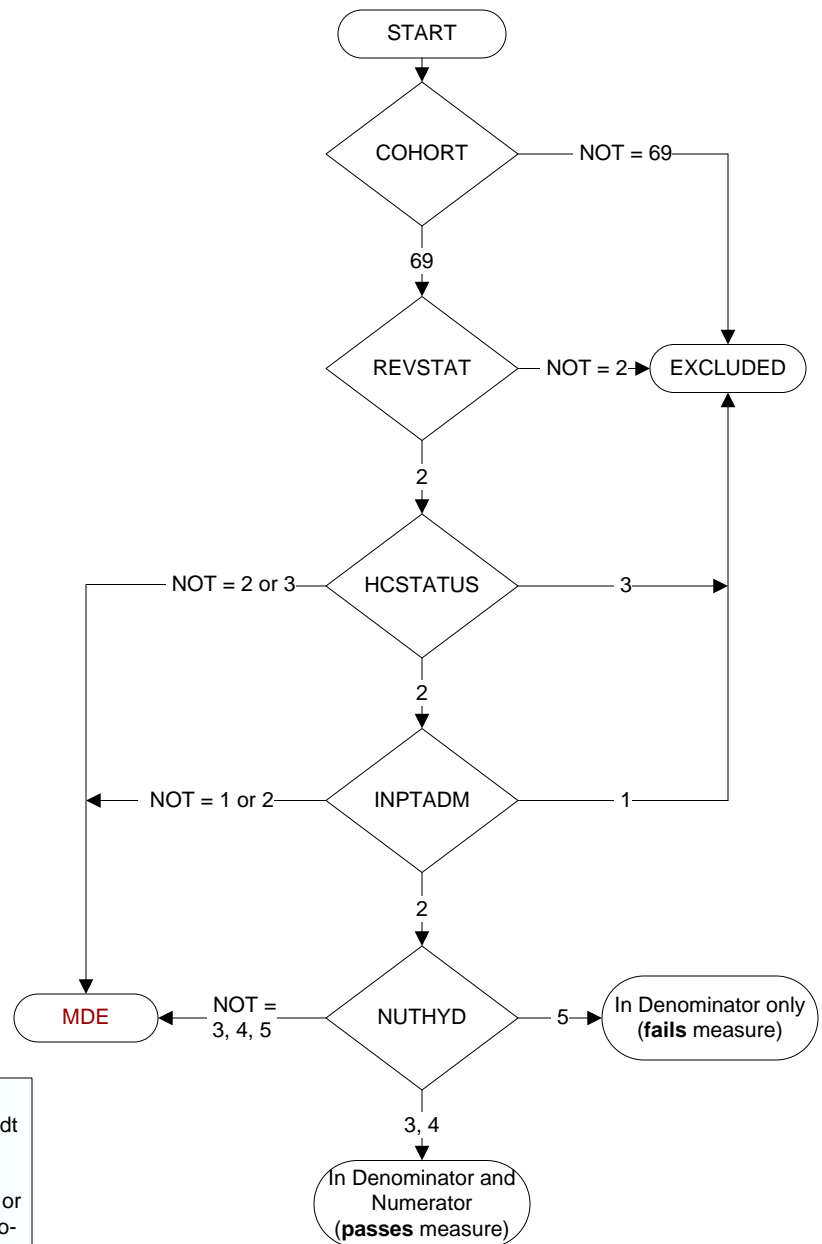 START
COHORT
NOT = 69
69
REVSTAT
NOT = 2
EXCLUDED
2
NOT = 2 or 3
HCSTATUS
3
2
NOT = 1 or 2
INPTADM
1
2
MDE
NOT =
3, 4, 5
NUTHYD
5
In Denominator only
(fails measure)
3, 4
dt
or
o-
In Denominator and
Numerator
(passes measure)